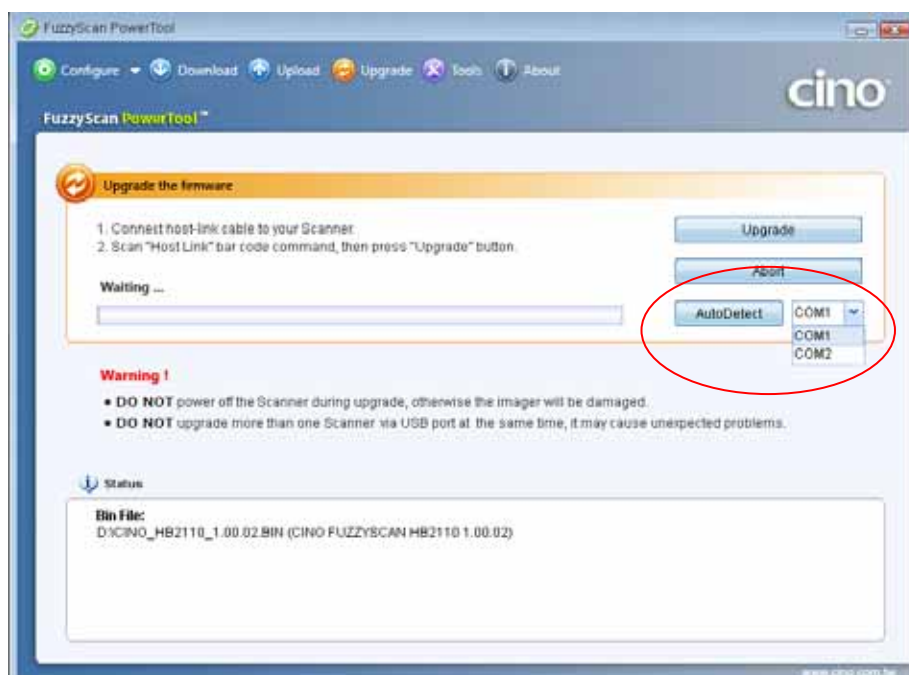 FuzzyScan PowerTool
Configure Download Upload Upgrade Tools About
cino
FuzzyScan PowerTool™
Upgrade the firmware
1. Connect host-link cable to your Scanner.
2. Scan "Host Link" bar code command, then press "Upgrade" button.
Upgrade
Abort
Waiting ...
AutoDetect COM1
COM1
COM2
Warning !
• DO NOT power off the Scanner during upgrade, otherwise the imager will be damaged.
• DO NOT upgrade more than one Scanner via USB port at the same time, it may cause unexpected problems.
Status
Bin File:
D:\CINO_HB2110_1.00.02.BIN (CINO FUZZYSCAN HB2110 1.00.02)
www.cino.com.tw